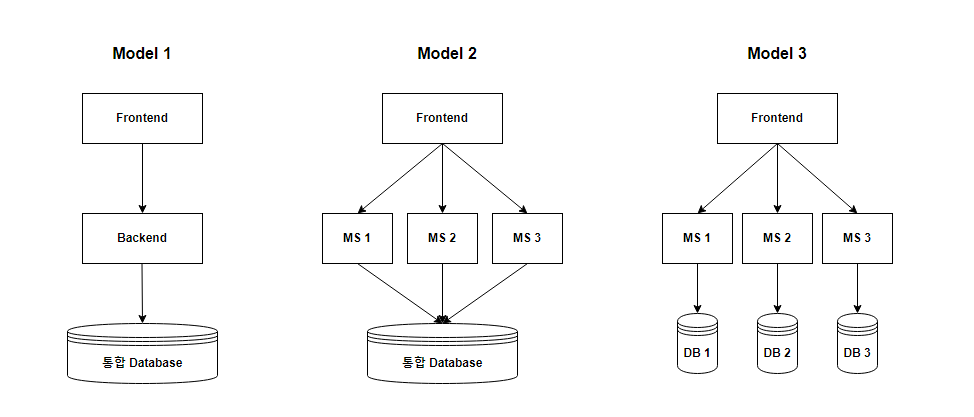 Model 1
Model 2
Model 3
Frontend
Frontend
Frontend
Backend
MS 1
MS 2
MS 3
MS 1
MS 2
MS 3
통합 Database
통합 Database
DB 1
DB 2
DB 3